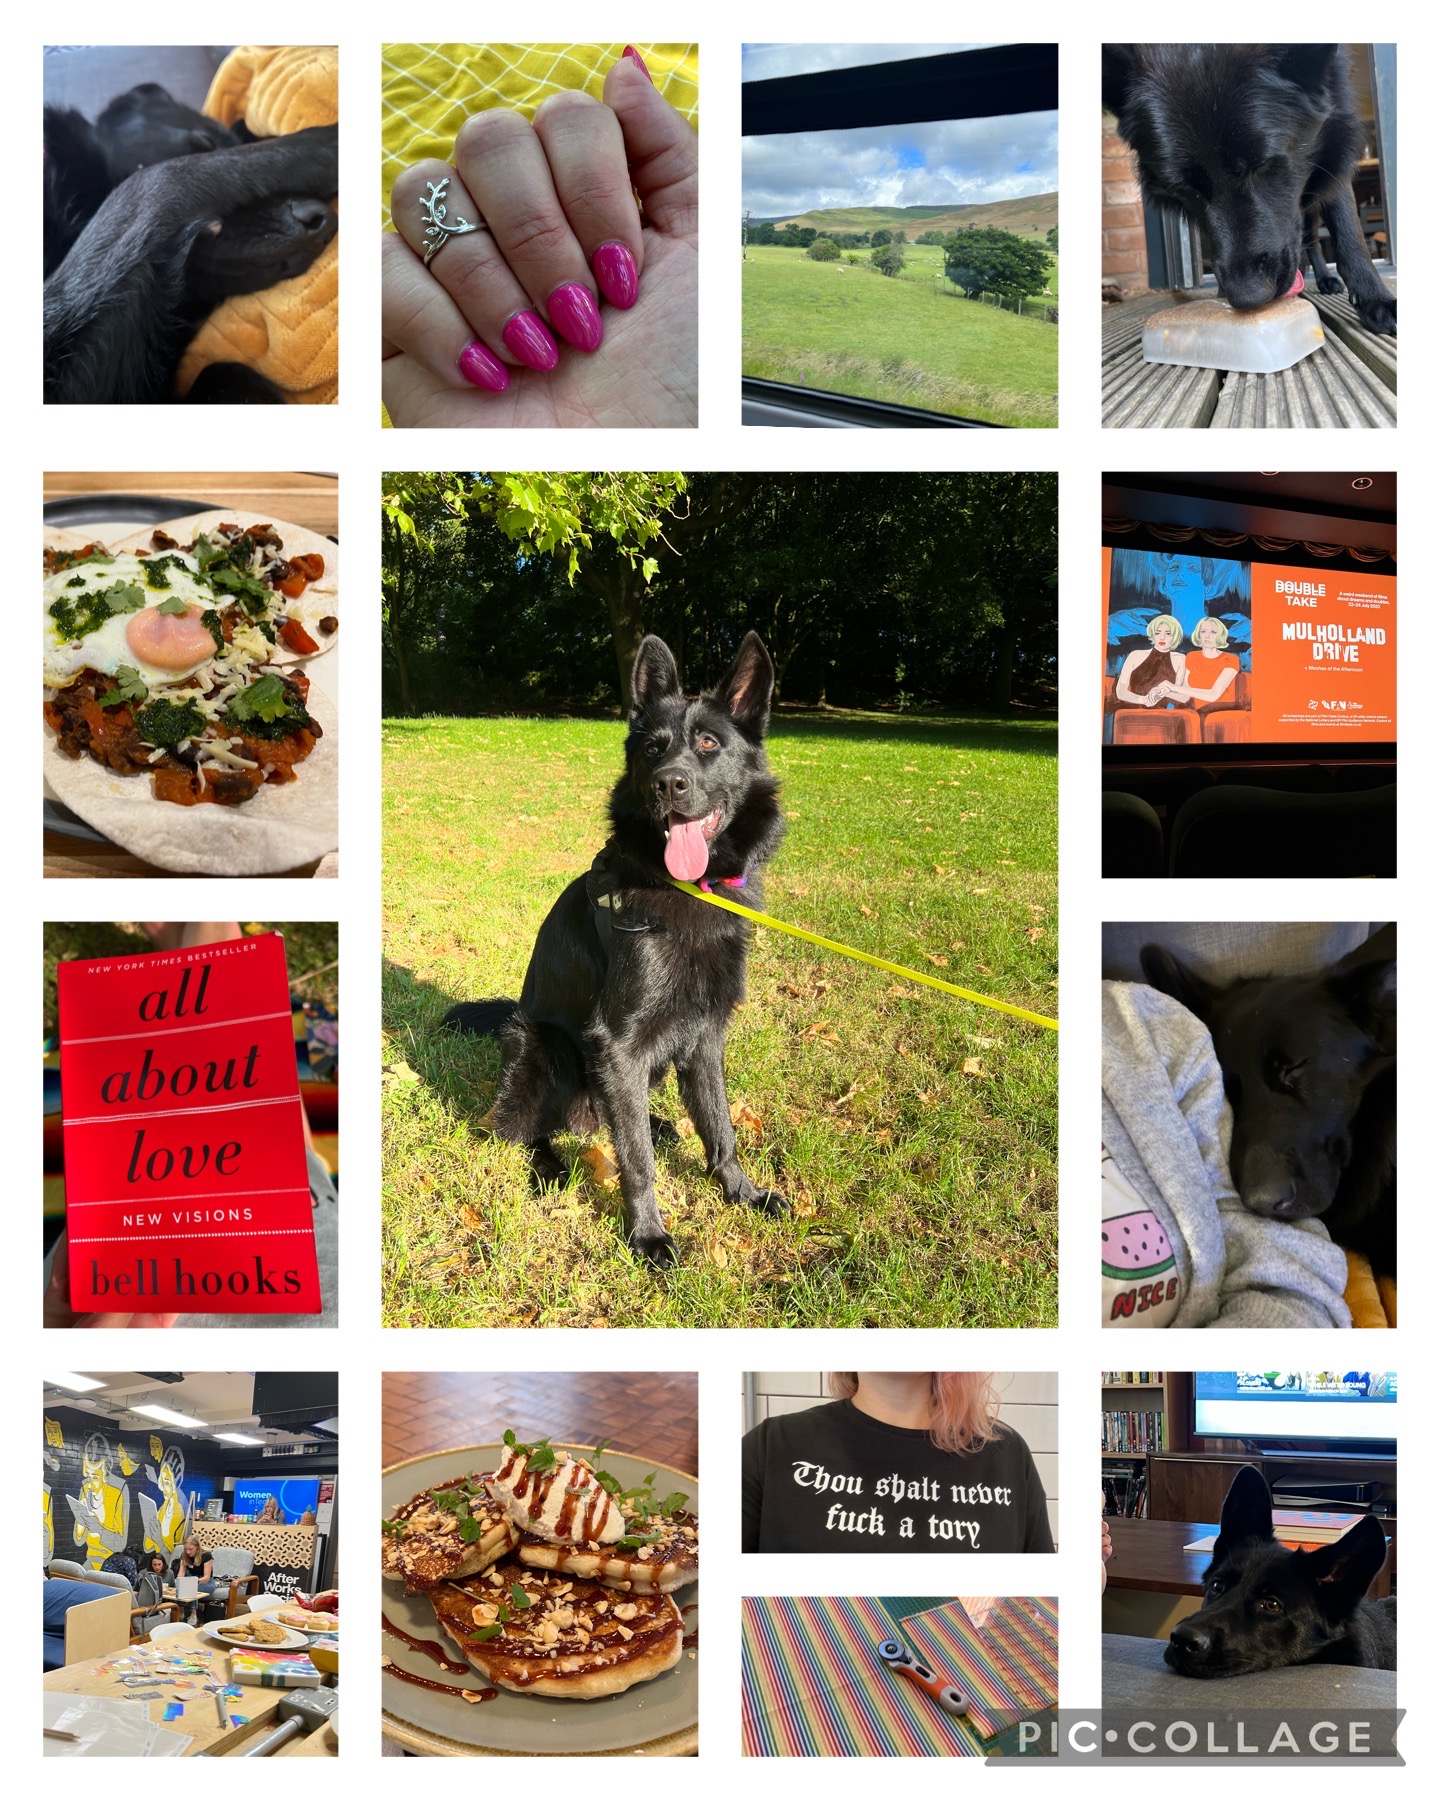 DOUBLE
TAKE
A weird weekend of films
about dreams and doubles.
22-24 July 2022
MULHOLLAND
DRIVE
+ Meshes of the Afternoon
NEW YORK TIMES BESTSELLER
all
about
love
NEW VISIONS
bell hooks
NICE
Women
in Tech
After
Works
Thou shalt never
fuck a tory
PIC•COLLAGE